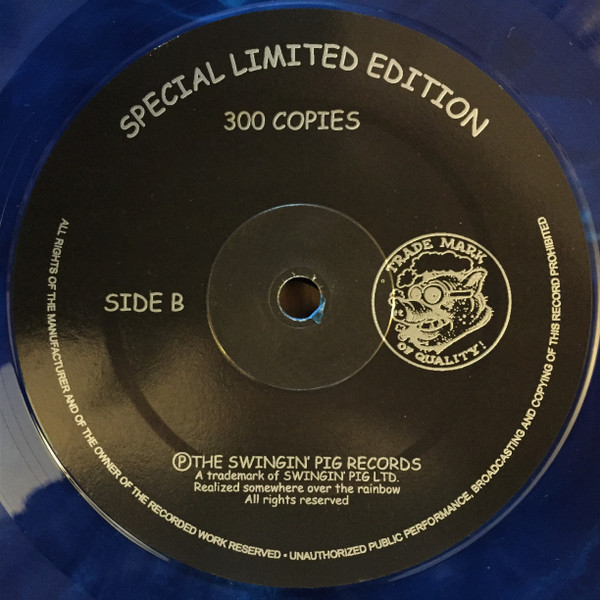 SPECIAL LIMITED EDITION
300 COPIES
TRADE MARK
OF QUALITY!
SIDE B
ⓅTHE SWINGIN' PIG RECORDS
A trademark of SWINGIN' PIG LTD.
Realized somewhere over the rainbow
All rights reserved
ALL RIGHTS OF THE MANUFACTURER AND OF THE OWNER OF THE RECORDED WORK RESERVED • UNAUTHORIZED PUBLIC PERFORMANCE, BROADCASTING AND COPYING OF THIS RECORD PROHIBITED